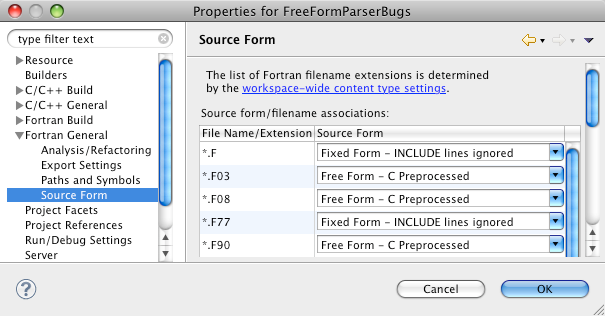 Properties for FreeFormParserBugs
type filter text
Resource
Builders
C/C++ Build
C/C++ General
Fortran Build
Fortran General
Analysis/Refactoring
Export Settings
Paths and Symbols
Source Form
Project Facets
Project References
Run/Debug Settings
Server
Source Form
The list of Fortran filename extensions is determined
by the workspace-wide content type settings.
Source form/filename associations:
File Name/Extension Source Form
*.F Fixed Form - INCLUDE lines ignored
*.F03 Free Form - C Preprocessed
*.F08 Free Form - C Preprocessed
*.F77 Fixed Form - INCLUDE lines ignored
*.F90 Free Form - C Preprocessed
?
Cancel OK